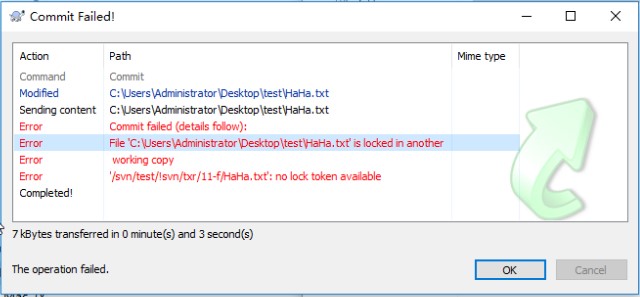 Commit Failed!
Action Path Mime type
Command Commit
Modified C:\Users\Administrator\Desktop\test\HaHa.txt
Sending content C:\Users\Administrator\Desktop\test\HaHa.txt
Error Commit failed (details follow):
Error File 'C:\Users\Administrator\Desktop\test\HaHa.txt' is locked in another
Error working copy
Error '/svn/test/!svn/txr/11-f/HaHa.txt': no lock token available
Completed!
7 kBytes transferred in 0 minute(s) and 3 second(s)
The operation failed.
OK Cancel